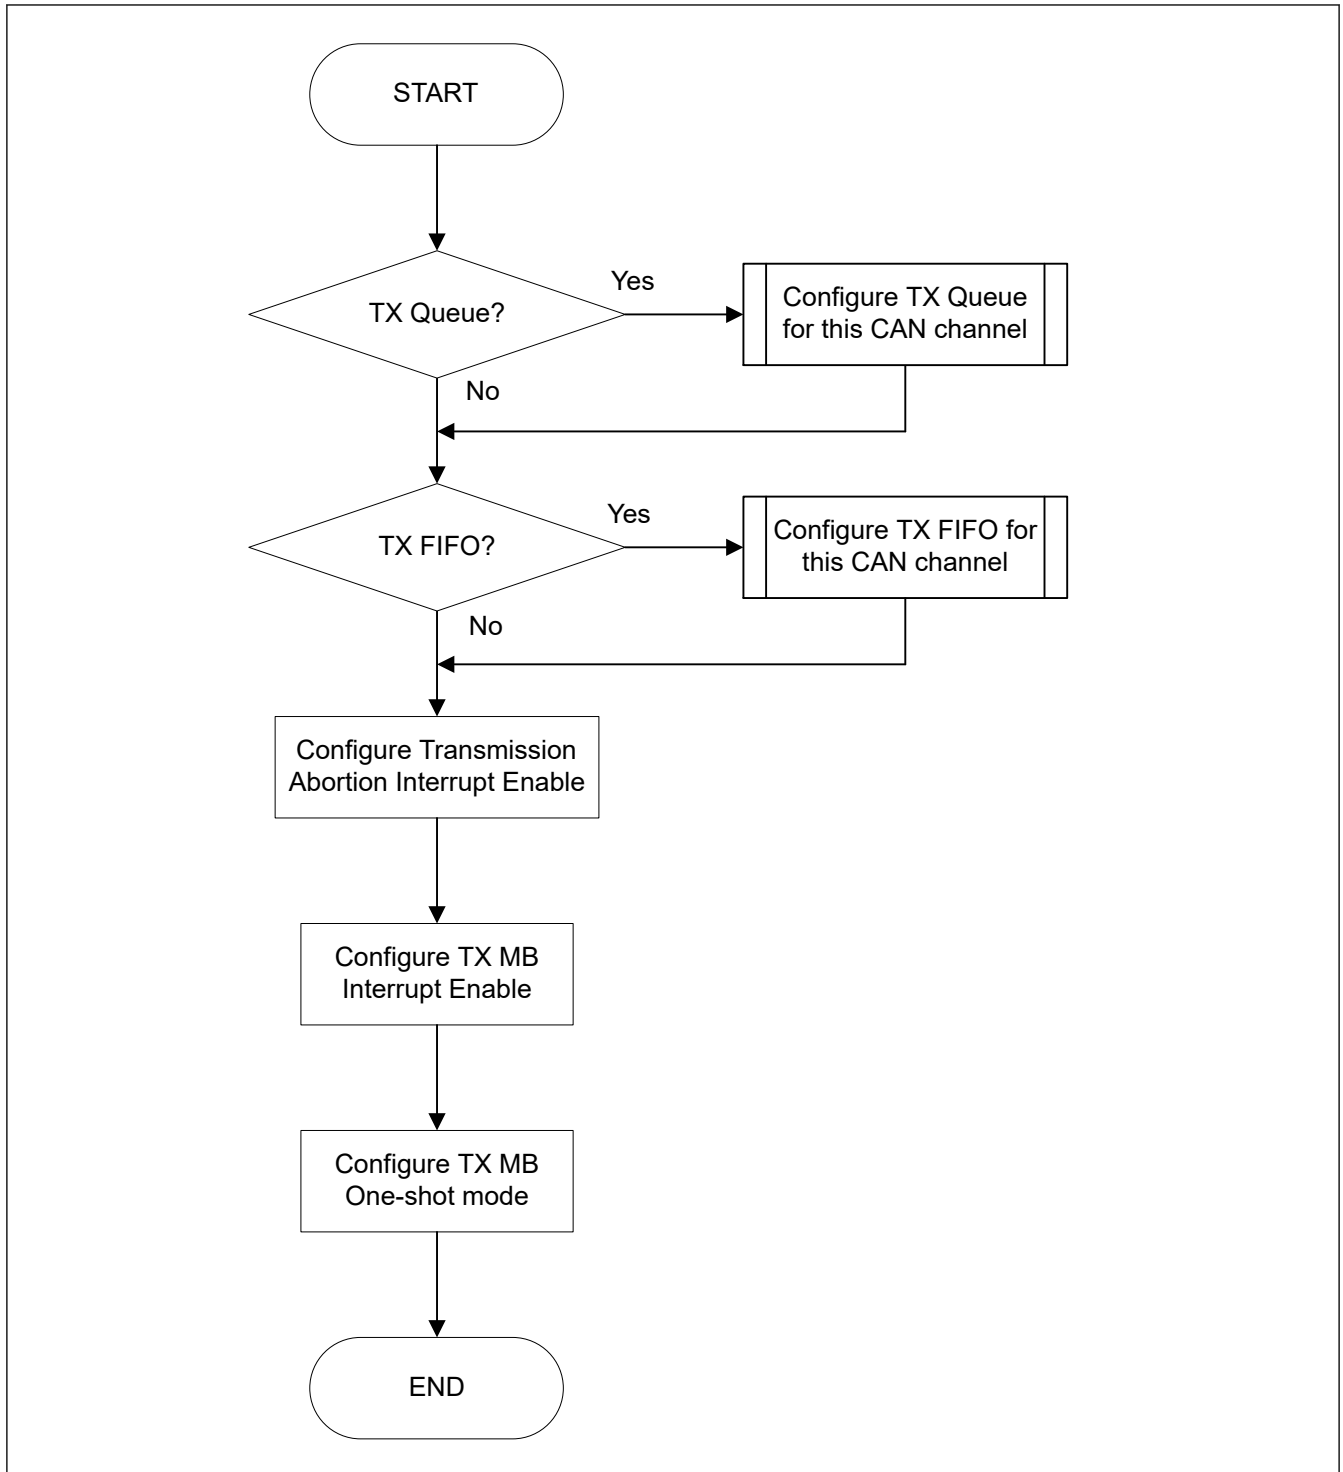 START
TX Queue?
Yes
Configure TX Queue
for this CAN channel
No
TX FIFO?
Yes
Configure TX FIFO for
this CAN channel
No
Configure Transmission
Abortion Interrupt Enable
Configure TX MB
Interrupt Enable
Configure TX MB
One-shot mode
END